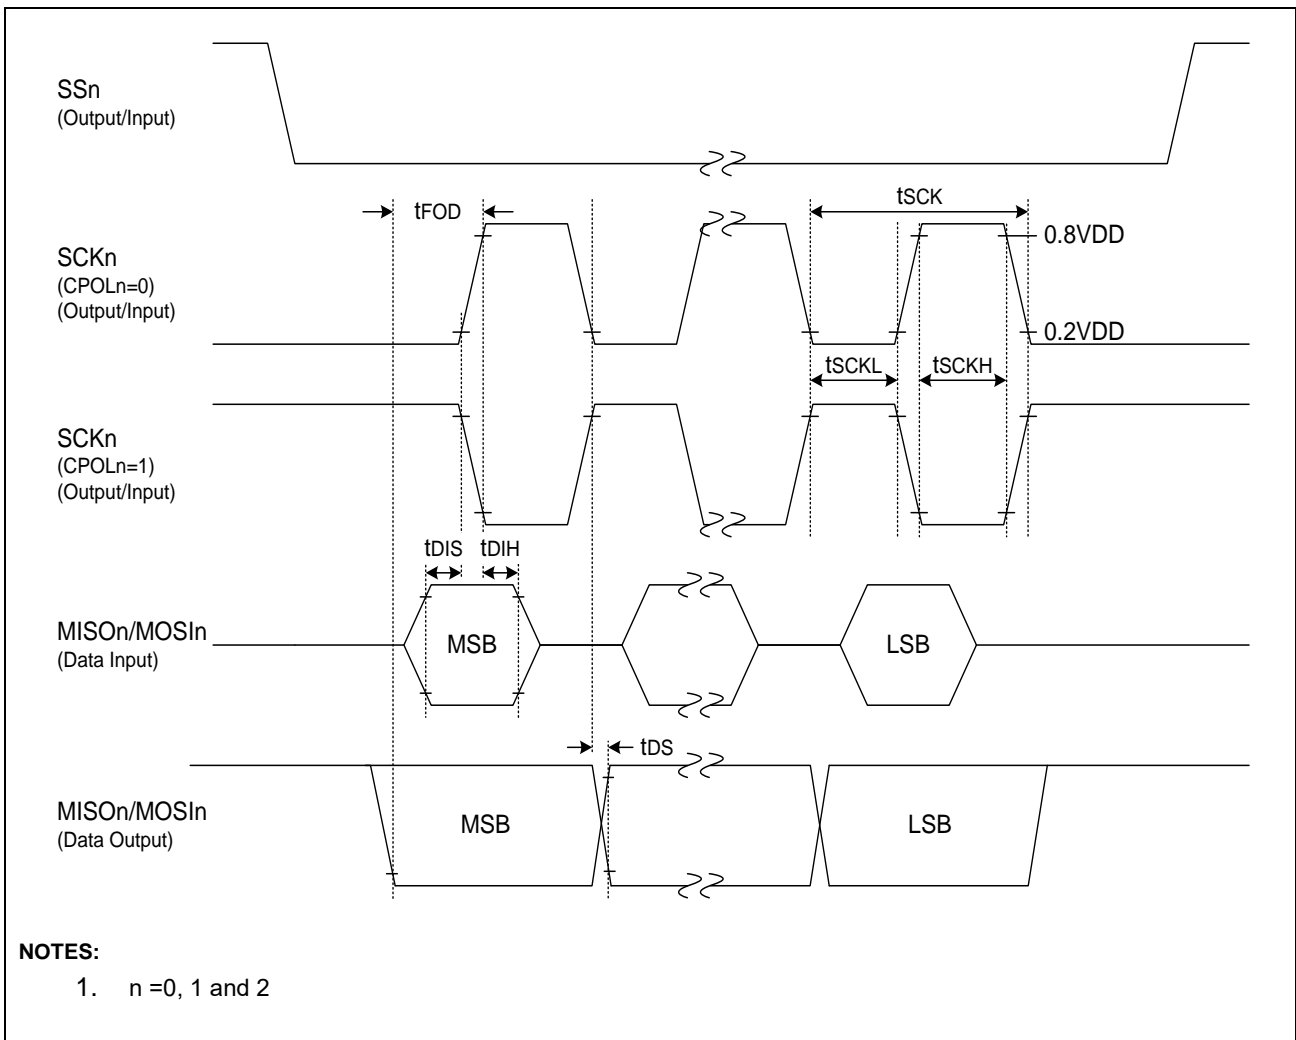 SSn
(Output/Input)
tFOD
tSCK
SCKn
(CPOLn=0)
(Output/Input)
0.8VDD
0.2VDD
tSCKL
tSCKH
SCKn
(CPOLn=1)
(Output/Input)
tDIS
tDIH
MISOn/MOSIn
(Data Input)
MSB
LSB
tDS
MISOn/MOSIn
(Data Output)
MSB
LSB
NOTES:
1. n =0, 1 and 2